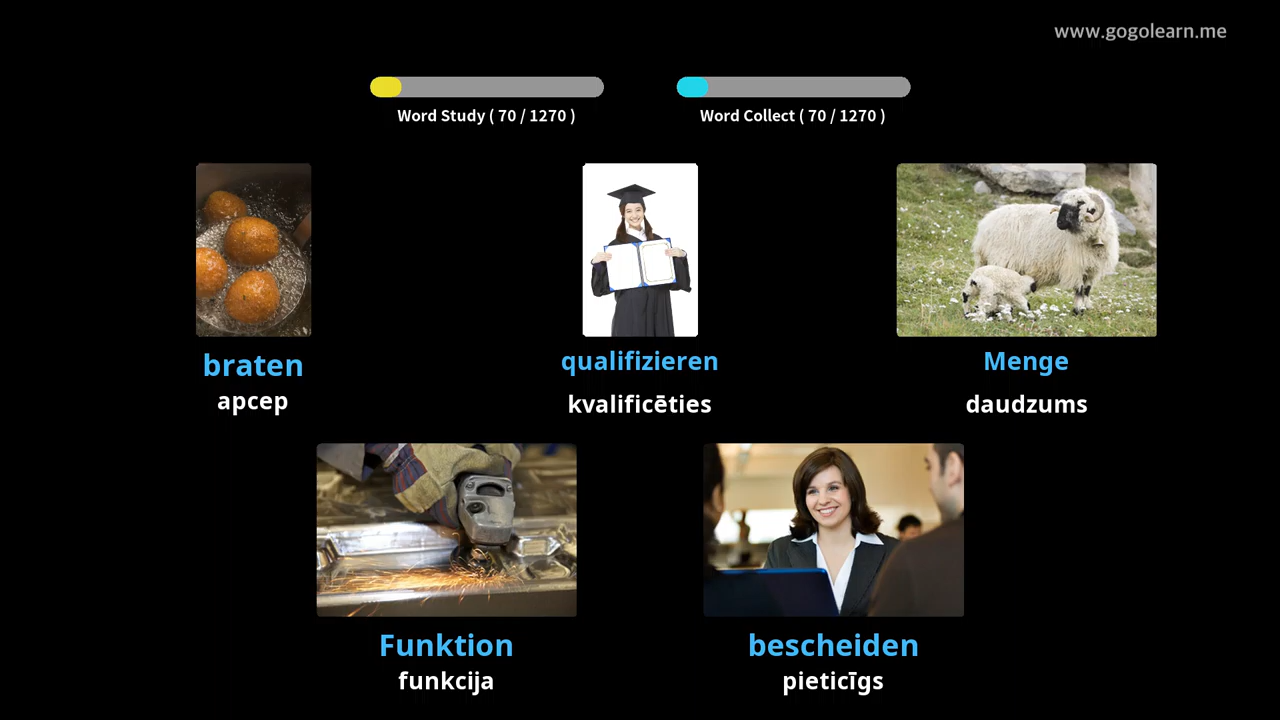 www.gogolearn.me
Word Study ( 70 / 1270 )
Word Collect ( 70 / 1270 )
braten
apcep
qualifizieren
kvalificēties
Menge
daudzums
Funktion
funkcija
bescheiden
pieticīgs